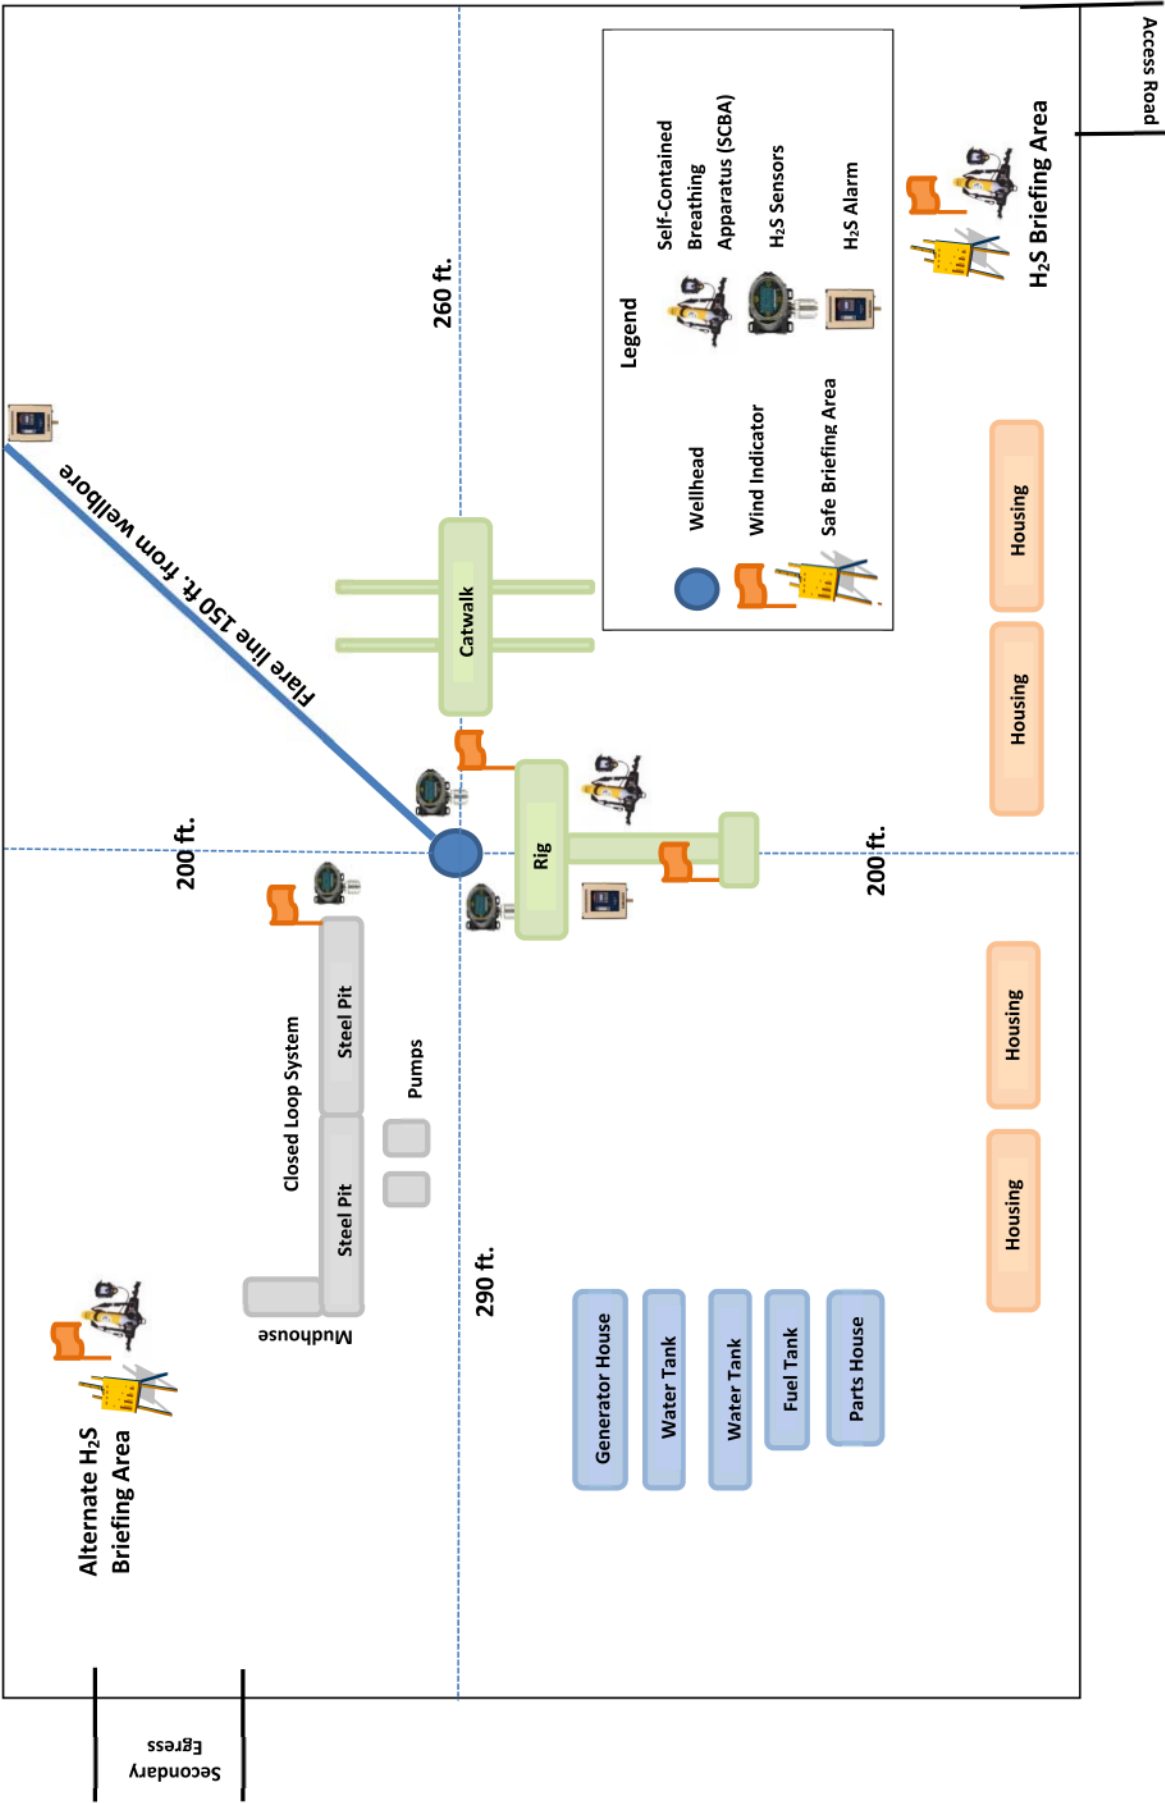 Access Road
H₂S Briefing Area
260 ft.
Legend
Self-Contained
Breathing
Apparatus (SCBA)
H₂S Sensors
H₂S Alarm
Wellhead
Wind Indicator
Safe Briefing Area
Flare line 150 ft. from wellbore
Catwalk
Housing
Housing
200 ft.
Rig
200 ft.
Closed Loop System
Steel Pit
Steel Pit
Pumps
Mudhouse
290 ft.
Housing
Housing
Generator House
Water Tank
Water Tank
Fuel Tank
Parts House
Alternate H₂S
Briefing Area
Secondary
Egress